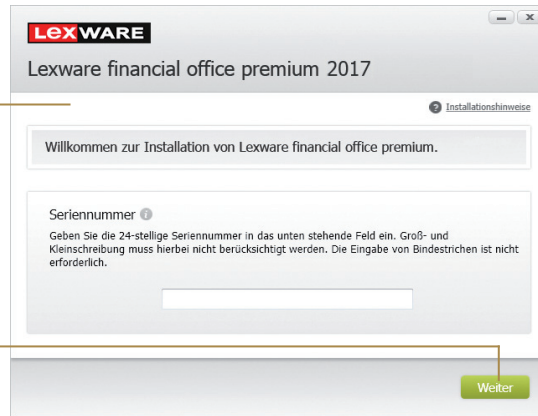 LEXWARE
Lexware financial office premium 2017
Installationshinweise
Willkommen zur Installation von Lexware financial office premium.
Seriennummer
Geben Sie die 24-stellige Seriennummer in das unten stehende Feld ein. Groß- und
Kleinschreibung muss hierbei nicht berücksichtigt werden. Die Eingabe von Bindestrichen ist nicht
erforderlich.
Weiter